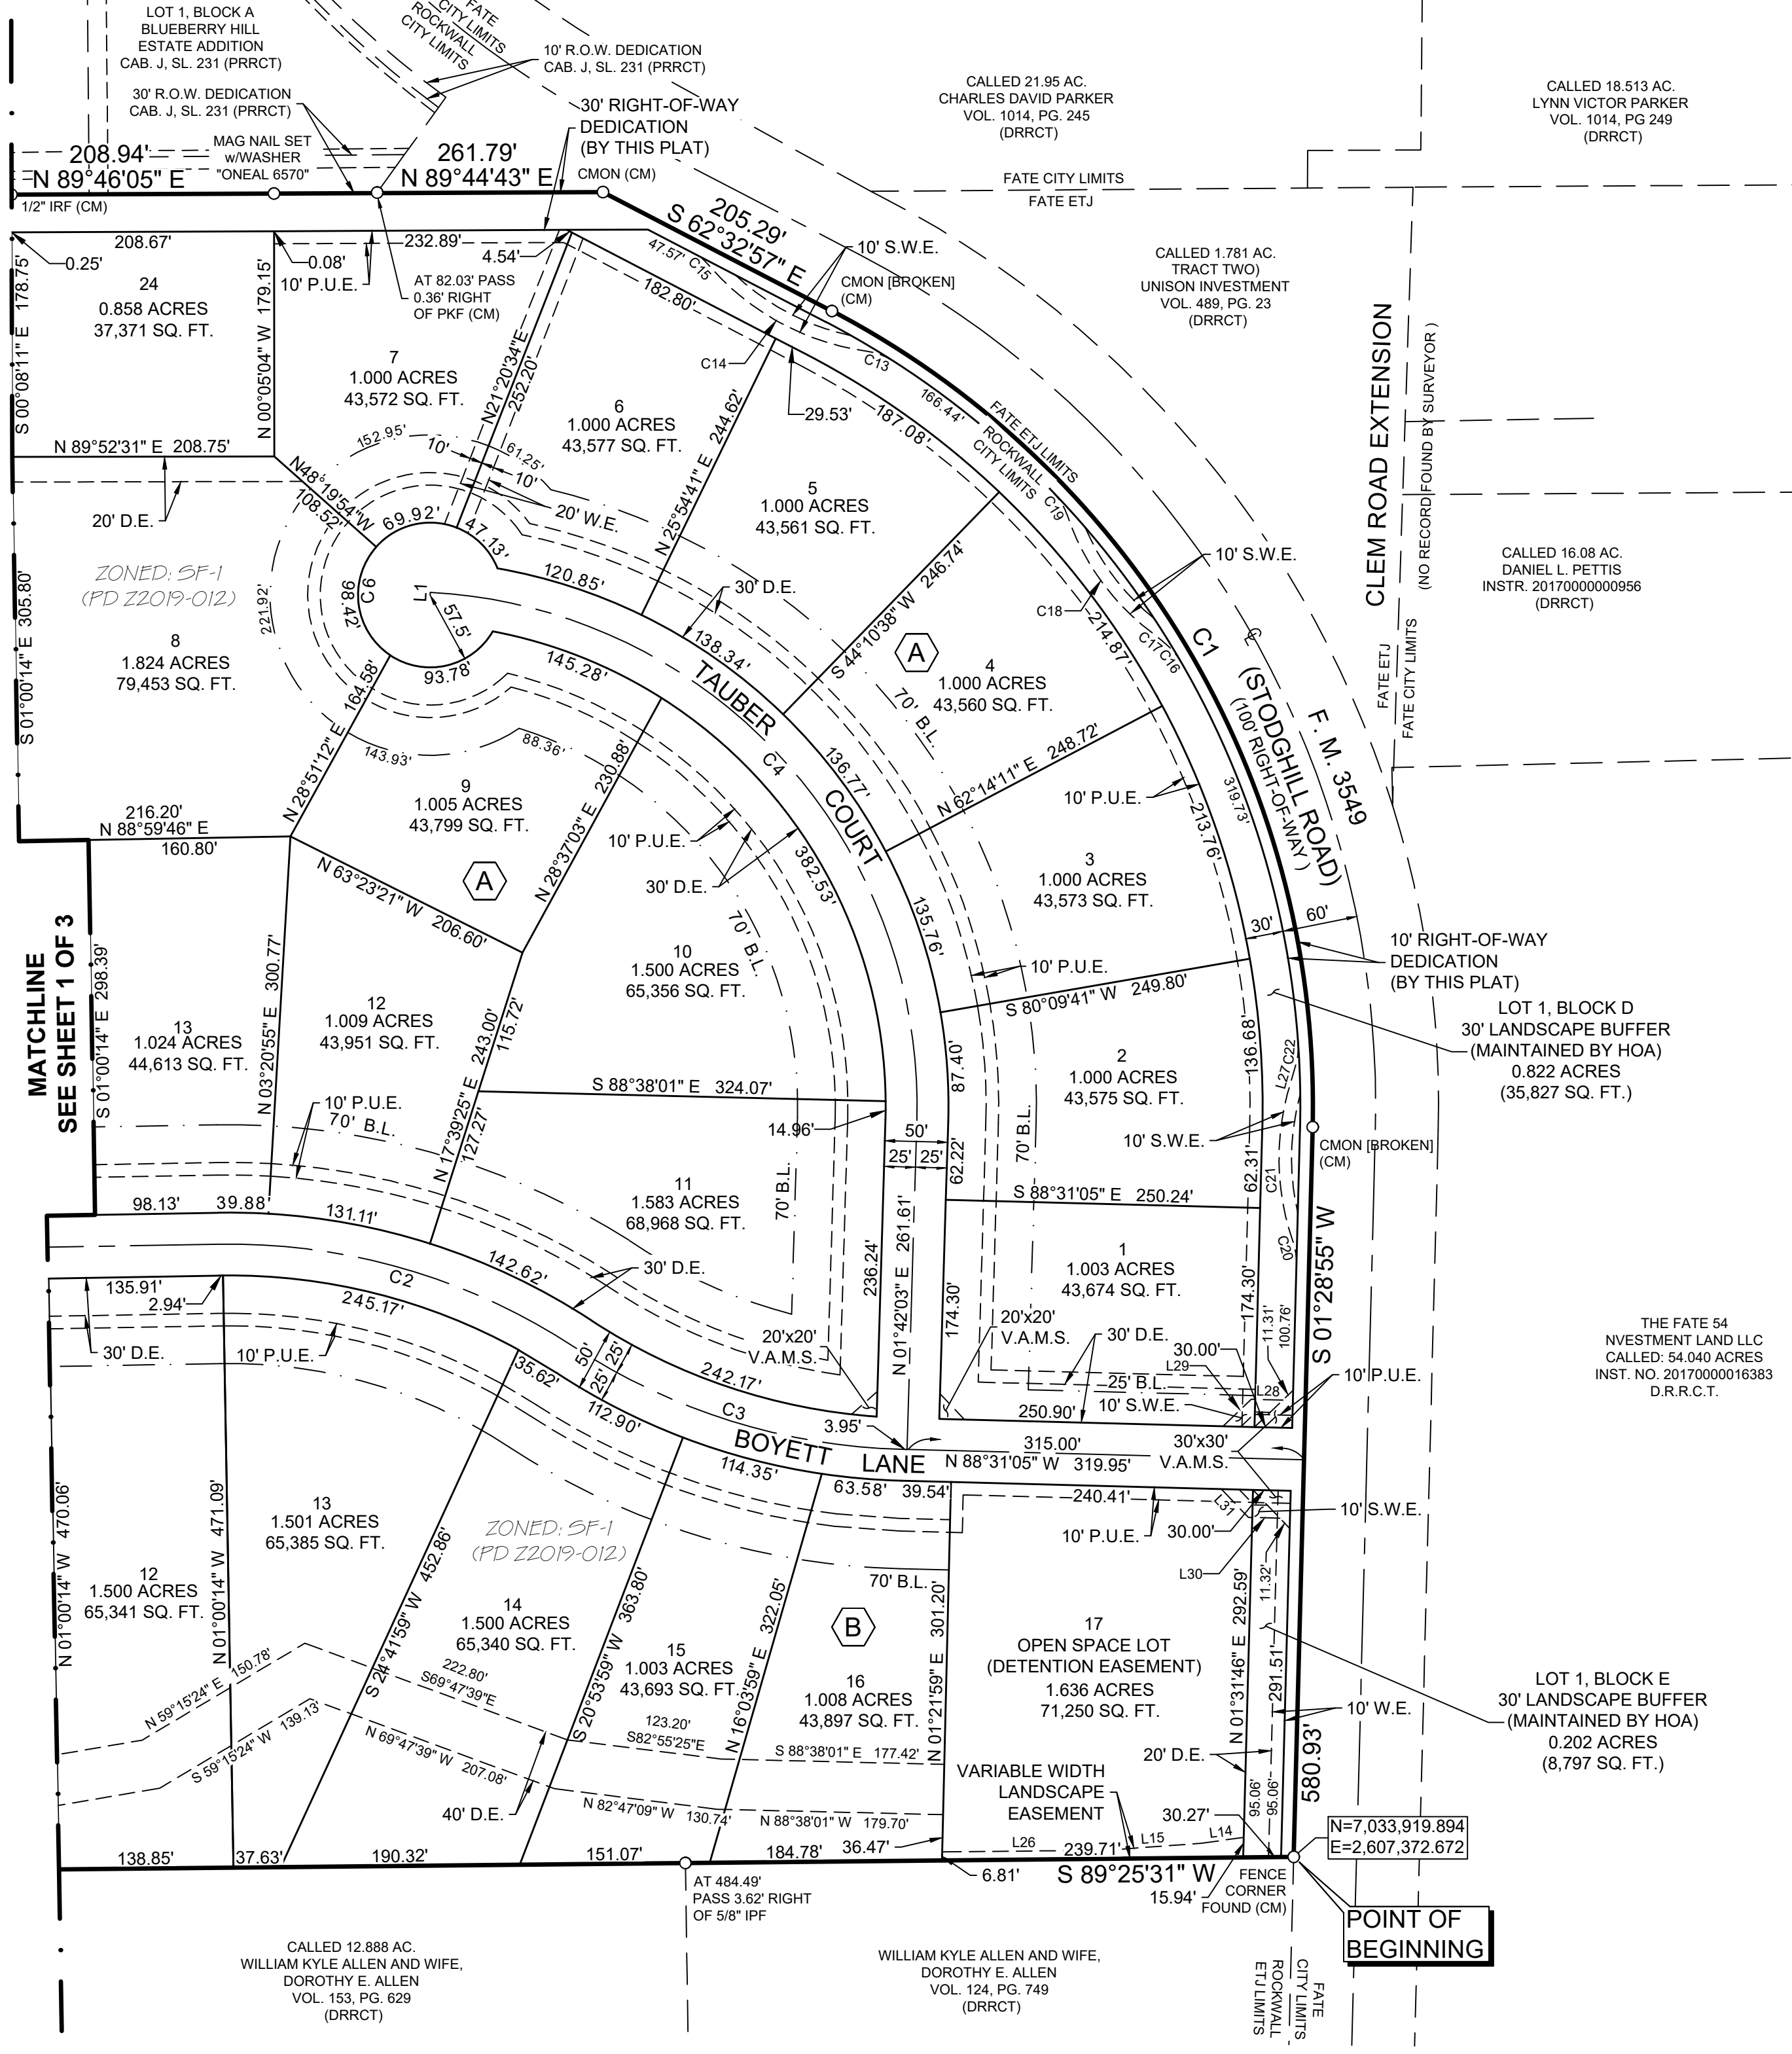 LOT 1, BLOCK A
BLUEBERRY HILL
ESTATE ADDITION
CAB. J, SL. 231 (PRRCT)
FATE
CITY LIMITS
ROCKWALL
CITY LIMITS
10' R.O.W. DEDICATION
CAB. J, SL. 231 (PRRCT)
30' R.O.W. DEDICATION
CAB. J, SL. 231 (PRRCT)
30' RIGHT-OF-WAY
DEDICATION
(BY THIS PLAT)
MAG NAIL SET
w/WASHER
"ONEAL 6570"
208.94'
N 89°46'05" E
261.79'
N 89°44'43" E
CMON (CM)
1/2" IRF (CM)
CALLED 21.95 AC.
CHARLES DAVID PARKER
VOL. 1014, PG. 245
(DRRCT)
CALLED 18.513 AC.
LYNN VICTOR PARKER
VOL. 1014, PG 249
(DRRCT)
FATE CITY LIMITS
FATE ETJ
205.29'
S 62°32'57" E
10' S.W.E.
CMON [BROKEN]
(CM)
CALLED 1.781 AC.
TRACT TWO)
UNISON INVESTMENT
VOL. 489, PG. 23
(DRRCT)
CLEM ROAD EXTENSION
(NO RECORD FOUND BY SURVEYOR )
FATE ETJ
FATE CITY LIMITS
CALLED 16.08 AC.
DANIEL L. PETTIS
INSTR. 20170000000956
(DRRCT)
208.67'
0.25'
S 00°08'11" E 178.75'
24
0.858 ACRES
37,371 SQ. FT.
N 00°05'04" W 179.15'
0.08'
10' P.U.E.
232.89'
4.54'
AT 82.03' PASS
0.36' RIGHT
OF PKF (CM)
47.57'
C15
182.80'
C14
29.53'
C13
166.44'
187.08'
FATE ETJ LIMITS
ROCKWALL
CITY LIMITS
C19
10' S.W.E.
C18
214.87'
C17
C16
C1
7
1.000 ACRES
43,572 SQ. FT.
N21°20'34"E
252.20'
6
1.000 ACRES
43,577 SQ. FT.
N 25°54'41" E 244.62'
5
1.000 ACRES
43,561 SQ. FT.
N 89°52'31" E 208.75'
20' D.E.
N48°19'54"W
108.52'
152.95'
10'
61.25'
10'
20' W.E.
69.92'
47.13'
ZONED: SF-1
(PD Z2019-012)
S 01°00'14" E 305.80'
8
1.824 ACRES
79,453 SQ. FT.
221.92'
C6
98.42'
L1
57.5'
93.78'
120.85'
30' D.E.
138.34'
S 44°10'38" W 246.74'
A
4
1.000 ACRES
43,560 SQ. FT.
145.28'
TAUBER
COURT
C4
70' B.L.
136.77'
N 62°14'11" E 248.72'
10' P.U.E.
213.76'
319.73'
(STODGHILL ROAD)
(100' RIGHT-OF-WAY )
F. M. 3549
N 28°51'12" E 164.58'
143.93'
88.36'
9
1.005 ACRES
43,799 SQ. FT.
N 28°37'03" E 230.88'
10' P.U.E.
30' D.E.
382.53'
70' B.L.
A
N 63°23'21" W 206.60'
216.20'
N 88°59'46" E
160.80'
3
1.000 ACRES
43,573 SQ. FT.
135.76'
10' P.U.E.
S 80°09'41" W 249.80'
30'
60'
10' RIGHT-OF-WAY
DEDICATION
(BY THIS PLAT)
LOT 1, BLOCK D
30' LANDSCAPE BUFFER
(MAINTAINED BY HOA)
0.822 ACRES
(35,827 SQ. FT.)
MATCHLINE
SEE SHEET 1 OF 3
S 01°00'14" E 298.39'
13
1.024 ACRES
44,613 SQ. FT.
N 03°20'55" E 300.77'
12
1.009 ACRES
43,951 SQ. FT.
N 17°39'25" E 243.00'
115.72'
127.27'
10
1.500 ACRES
65,356 SQ. FT.
S 88°38'01" E 324.07'
14.96'
50'
25'
25'
87.40'
62.22'
70' B.L.
2
1.000 ACRES
43,575 SQ. FT.
136.68'
L27
C22
10' S.W.E.
62.31'
C21
C20
CMON [BROKEN]
(CM)
S 88°31'05" E 250.24'
10' P.U.E.
70' B.L.
98.13'
39.88'
131.11'
142.62'
30' D.E.
11
1.583 ACRES
68,968 SQ. FT.
70' B.L.
236.24'
N 01°42'03" E 261.61'
174.30'
1
1.003 ACRES
43,674 SQ. FT.
174.30'
11.31'
100.76'
S 01°28'55" W
20'x20'
V.A.M.S.
20'x20'
V.A.M.S.
30' D.E.
30.00'
L29
L28
25' B.L.
10' S.W.E.
250.90'
10' P.U.E.
THE FATE 54
NVESTMENT LAND LLC
CALLED: 54.040 ACRES
INST. NO. 20170000016383
D.R.R.C.T.
135.91'
2.94'
30' D.E.
10' P.U.E.
C2
245.17'
35.62'
50'
25'
25'
112.90'
242.17'
C3
3.95'
BOYETT LANE
315.00'
N 88°31'05" W 319.95'
30'x30'
V.A.M.S.
114.35'
63.58'
39.54'
240.41'
10' P.U.E.
L31
30.00'
10' S.W.E.
L30
11.32'
N 01°00'14" W 470.06'
12
1.500 ACRES
65,341 SQ. FT.
N 01°00'14" W 471.09'
13
1.501 ACRES
65,385 SQ. FT.
S 24°41'59" W 452.86'
ZONED: SF-1
(PD Z2019-012)
14
1.500 ACRES
65,340 SQ. FT.
S 20°53'59" W 363.80'
15
1.003 ACRES
43,693 SQ. FT.
N 16°03'59" E 322.05'
70' B.L.
B
16
1.008 ACRES
43,897 SQ. FT.
N 01°21'59" E 301.20'
17
OPEN SPACE LOT
(DETENTION EASEMENT)
1.636 ACRES
71,250 SQ. FT.
N 01°31'46" E 292.59'
291.51'
10' W.E.
20' D.E.
95.06'
95.06'
580.93'
LOT 1, BLOCK E
30' LANDSCAPE BUFFER
(MAINTAINED BY HOA)
0.202 ACRES
(8,797 SQ. FT.)
N 59°15'24" E 150.78'
S 59°15'24" W 139.13'
222.80'
S69°47'39"E
N 69°47'39" W 207.08'
123.20'
S82°55'25"E
S 88°38'01" E 177.42'
40' D.E.
N 82°47'09" W 130.74'
N 88°38'01" W 179.70'
VARIABLE WIDTH
LANDSCAPE
EASEMENT
30.27'
L26
239.71'
L15
L14
138.85'
37.63'
190.32'
151.07'
184.78'
36.47'
6.81'
S 89°25'31" W
15.94'
FENCE
CORNER
FOUND (CM)
N=7,033,919.894
E=2,607,372.672
POINT OF
BEGINNING
AT 484.49'
PASS 3.62' RIGHT
OF 5/8" IPF
CALLED 12.888 AC.
WILLIAM KYLE ALLEN AND WIFE,
DOROTHY E. ALLEN
VOL. 153, PG. 629
(DRRCT)
WILLIAM KYLE ALLEN AND WIFE,
DOROTHY E. ALLEN
VOL. 124, PG. 749
(DRRCT)
FATE
CITY LIMITS
ROCKWALL
ETJ LIMITS